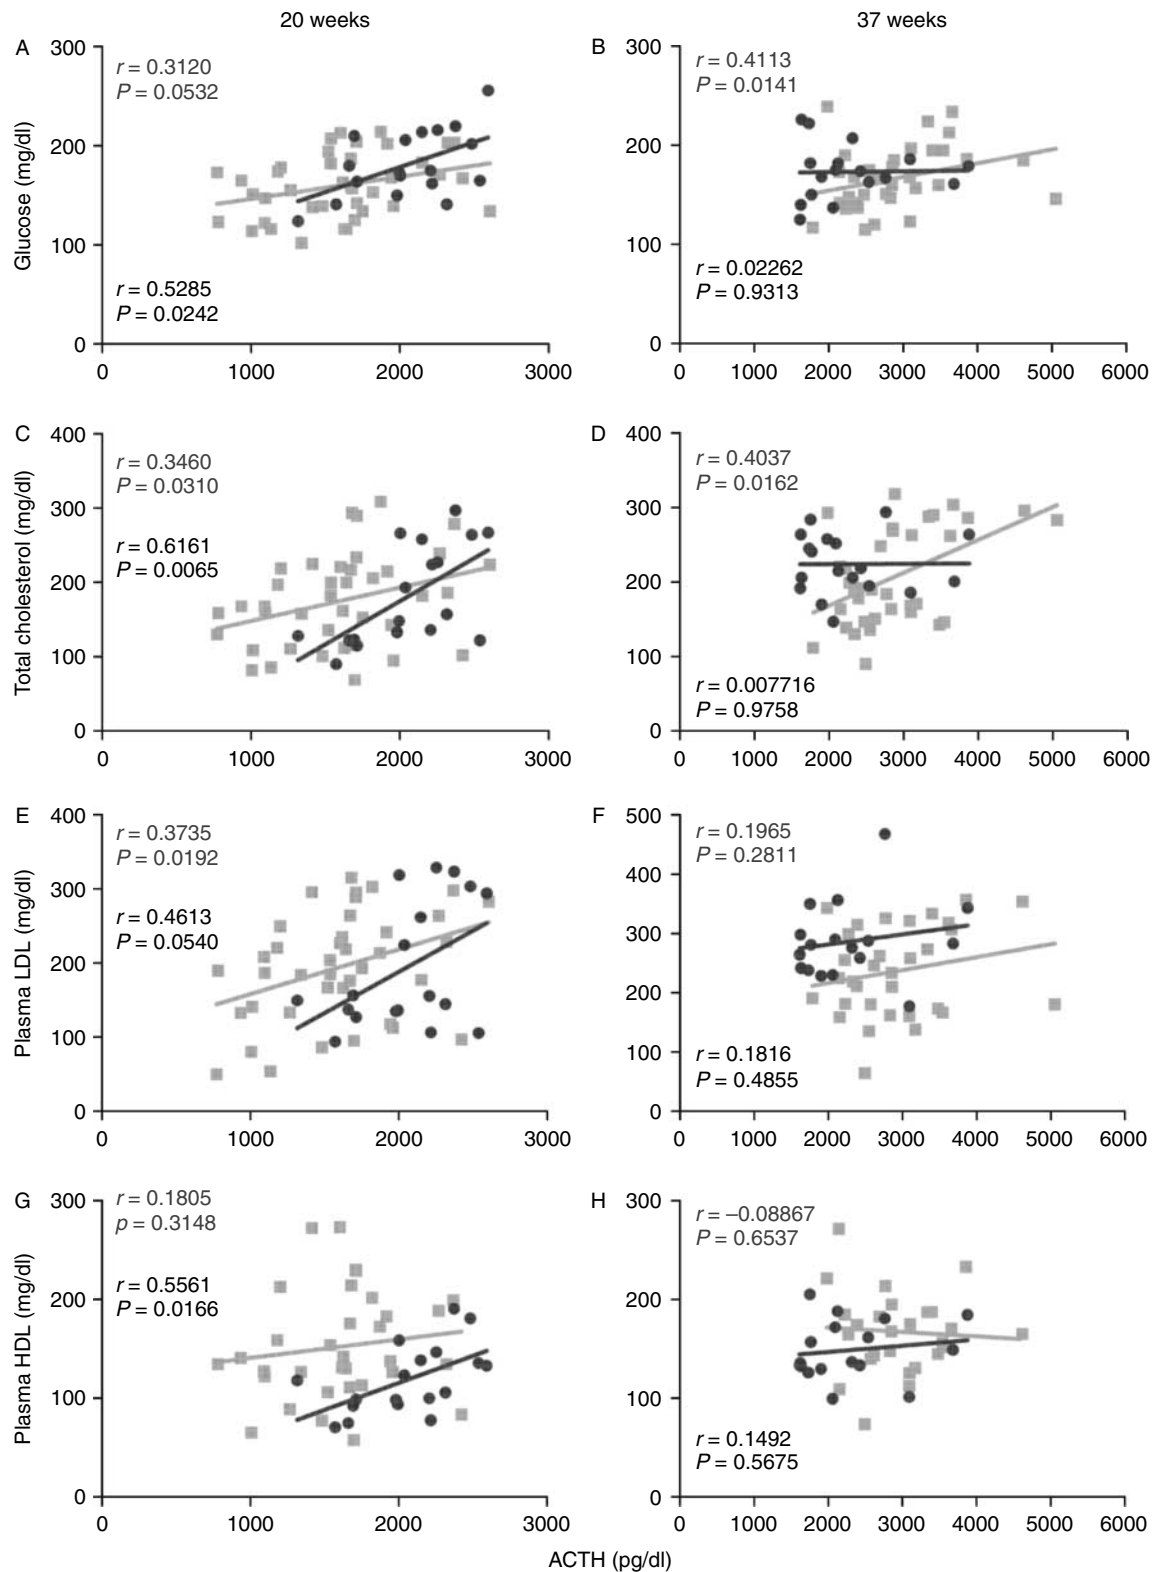 20 weeks
37 weeks
A
B
Glucose (mg/dl)
300
200
100
0
r = 0.3120
P = 0.0532
r = 0.5285
P = 0.0242
0 1000 2000 3000
300
200
100
0
r = 0.4113
P = 0.0141
r = 0.02262
P = 0.9313
0 1000 2000 3000 4000 5000 6000
C
D
Total cholesterol (mg/dl)
400
300
200
100
0
r = 0.3460
P = 0.0310
r = 0.6161
P = 0.0065
0 1000 2000 3000
400
300
200
100
0
r = 0.4037
P = 0.0162
r = 0.007716
P = 0.9758
0 1000 2000 3000 4000 5000 6000
E
F
Plasma LDL (mg/dl)
400
300
200
100
0
r = 0.3735
P = 0.0192
r = 0.4613
P = 0.0540
0 1000 2000 3000
500
400
300
200
100
0
r = 0.1965
P = 0.2811
r = 0.1816
P = 0.4855
0 1000 2000 3000 4000 5000 6000
G
H
Plasma HDL (mg/dl)
300
200
100
0
r = 0.1805
p = 0.3148
r = 0.5561
P = 0.0166
0 1000 2000 3000
300
200
100
0
r = –0.08867
P = 0.6537
r = 0.1492
P = 0.5675
0 1000 2000 3000 4000 5000 6000
ACTH (pg/dl)